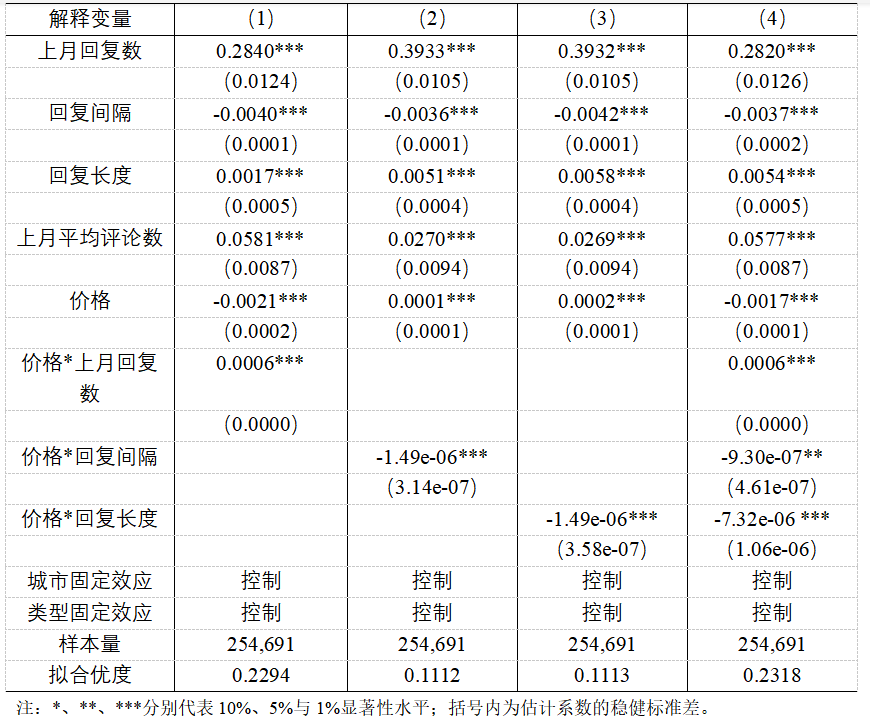 解释变量 （1） （2） （3） （4）
上月回复数 0.2840*** 0.3933*** 0.3932*** 0.2820***
（0.0124） （0.0105） （0.0105） （0.0126）
回复间隔 -0.0040*** -0.0036*** -0.0042*** -0.0037***
（0.0001） （0.0001） （0.0001） （0.0002）
回复长度 0.0017*** 0.0051*** 0.0058*** 0.0054***
（0.0005） （0.0004） （0.0004） （0.0005）
上月平均评论数 0.0581*** 0.0270*** 0.0269*** 0.0577***
（0.0087） （0.0094） （0.0094） （0.0087）
价格 -0.0021*** 0.0001*** 0.0002*** -0.0017***
（0.0002） （0.0001） （0.0001） （0.0001）
价格*上月回复 0.0006*** 0.0006***
数
（0.0000） （0.0000）
价格*回复间隔 -1.49e-06*** -9.30e-07**
（3.14e-07） （4.61e-07）
价格*回复长度 -1.49e-06*** -7.32e-06 ***
（3.58e-07） （1.06e-06）
城市固定效应 控制 控制 控制 控制
类型固定效应 控制 控制 控制 控制
样本量 254,691 254,691 254,691 254,691
拟合优度 0.2294 0.1112 0.1113 0.2318
注：*、**、***分别代表 10%、5%与 1%显著性水平；括号内为估计系数的稳健标准差。